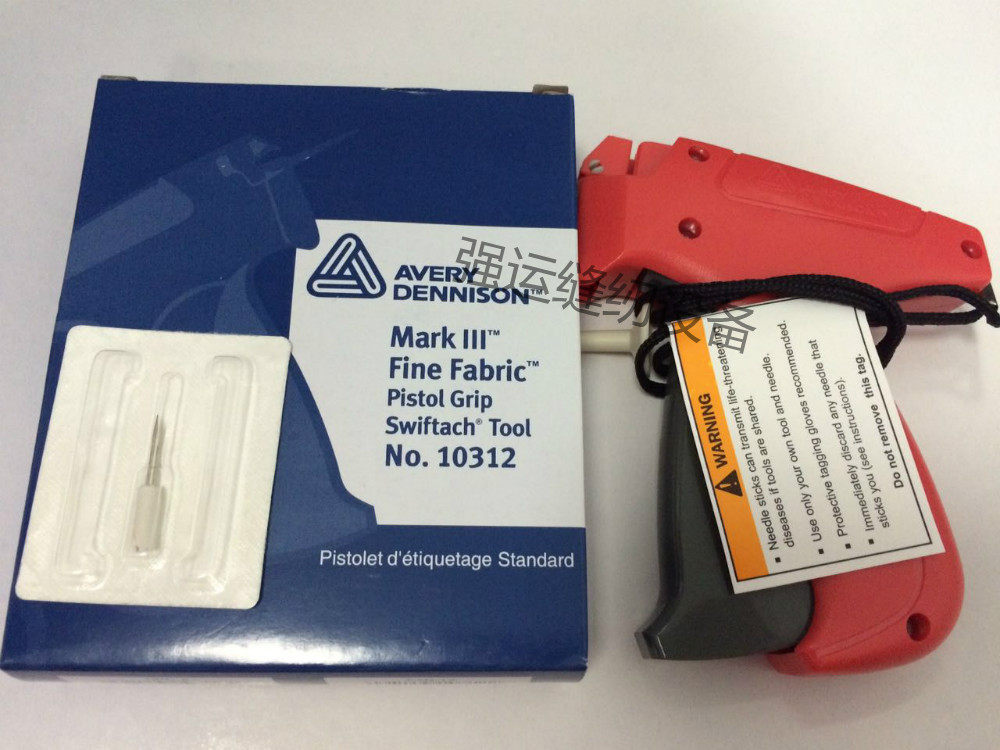 AVERY
DENNISON™
Mark III™
Fine Fabric™
Pistol Grip
Swiftach® Tool
No. 10312
Pistolet d'étiquetage Standard
强运缝纫设备
WARNING
▪ Needle sticks can transmit life-threatening
diseases if tools are shared.
▪ Use only your own tool and needle.
▪ Protective tagging gloves recommended.
▪ Immediately discard any needle that
sticks you (see instructions).
Do not remove this tag.